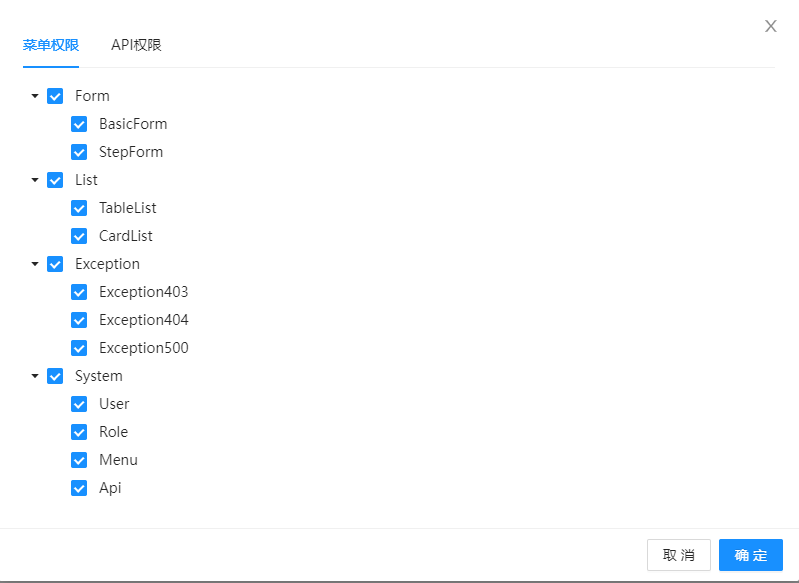 菜单权限 API权限
Form
BasicForm
StepForm
List
TableList
CardList
Exception
Exception403
Exception404
Exception500
System
User
Role
Menu
Api
取 消 确 定